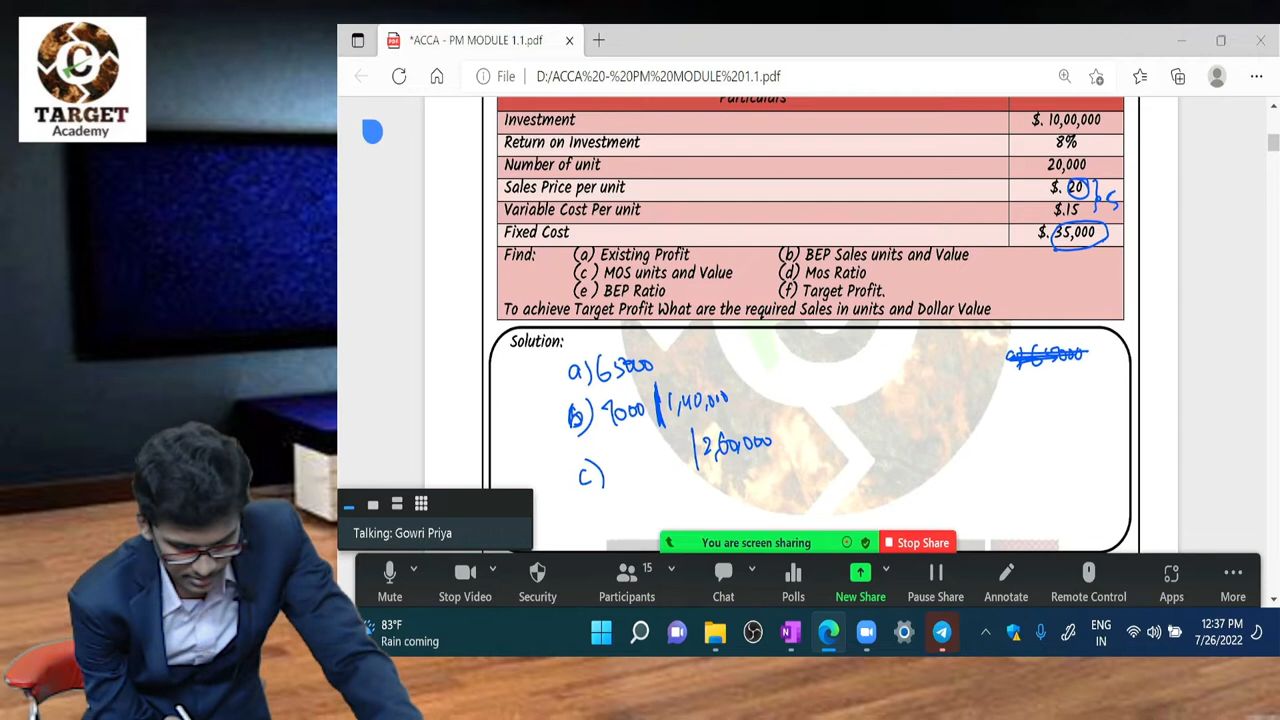 C
TARGET
Academy
*ACCA - PM MODULE 1.1.pdf
File
D:/ACCA%20-%20PM%20MODULE%201.1.pdf
Particulars
Investment $. 10,00,000
Return on Investment 8%
Number of unit 20,000
Sales Price per unit $. 20
Variable Cost Per unit $.15
Fixed Cost $. 35,000
5
Find: (a) Existing Profit (b) BEP Sales units and Value
(c ) MOS units and Value (d) Mos Ratio
(e ) BEP Ratio (f) Target Profit.
To achieve Target Profit What are the required Sales in units and Dollar Value
Solution:
a) 65000
b) 7000 | 1,40,000
| 2,60,000
c)
Talking: Gowri Priya
You are screen sharing
Stop Share
15
Mute
Stop Video
Security
Participants
Chat
Polls
New Share
Pause Share
Annotate
Remote Control
Apps
More
83°F
Rain coming
ENG
IN
12:37 PM
7/26/2022